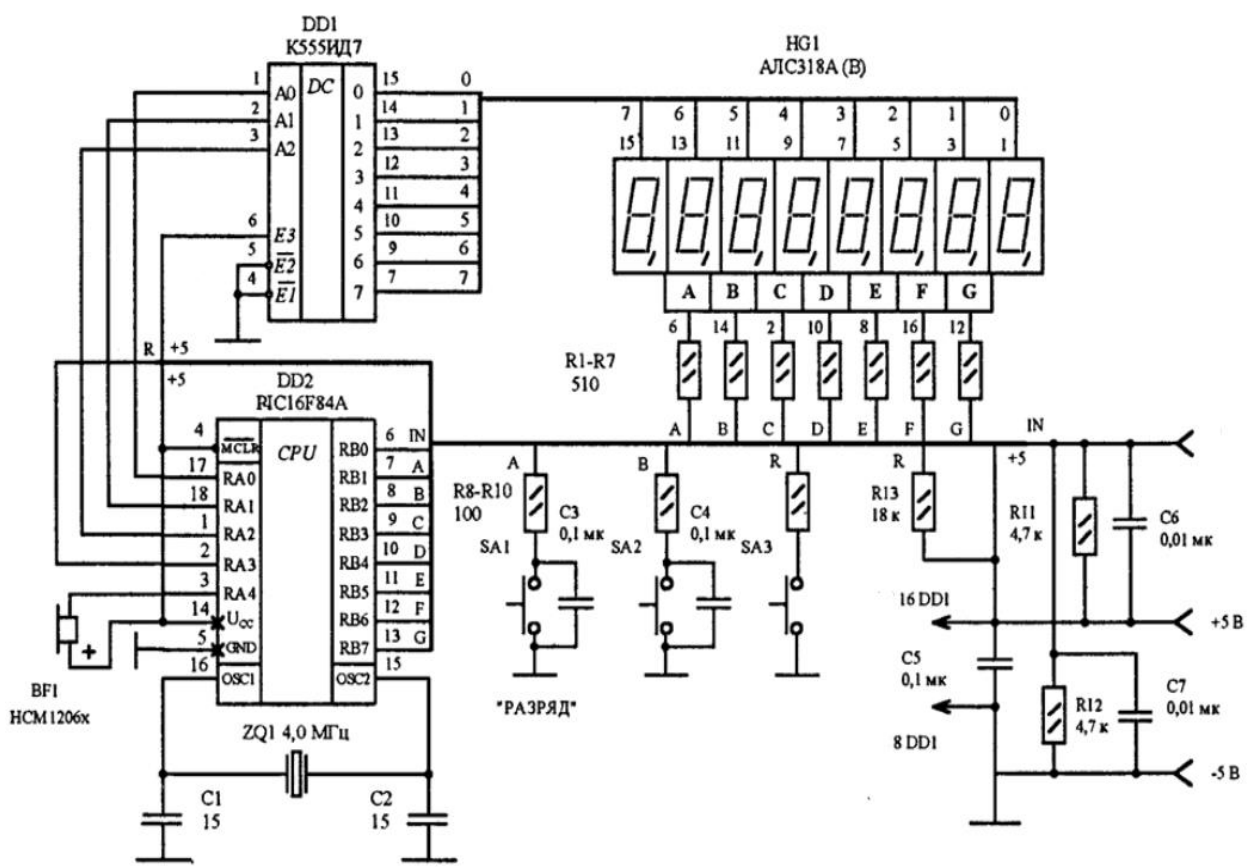 DD1
К555ИД7
HG1
АЛС318А (В)
1 A0 DC 0 15 0
2 A1 1 14 1
3 A2 2 13 2
3 12 3
4 11 4
6 E3 5 10 5
5 E2 6 9 6
4 E1 7 7 7
7 6 5 4 3 2 1 0
15 13 11 9 7 5 3 1
A B C D E F G
6 14 2 10 8 16 12
R1-R7
510
A B C D E F G IN
R +5
+5
DD2
PIC16F84A
CPU
4 MCLR RB0 6 IN
17 RA0 RB1 7 A
18 RA1 RB2 8 B
1 RA2 RB3 9 C
2 RA3 RB4 10 D
3 RA4 RB5 11 E
14 Ucc RB6 12 F
5 GND RB7 13 G
16 OSC1 OSC2 15
BF1
HCM1206x
+
ZQ1 4,0 МГц
C1
15
C2
15
A B R R +5
R8-R10
100
C3
0,1 мк
C4
0,1 мк
SA1 SA2 SA3
"РАЗРЯД"
R13
18 к
R11
4,7 к
C6
0,01 мк
16 DD1
+5 В
C5
0,1 мк
8 DD1
R12
4,7 к
C7
0,01 мк
-5 В